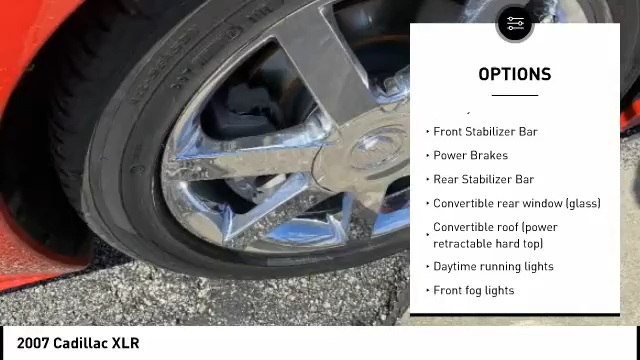 OPTIONS
Front Stabilizer Bar
Power Brakes
Rear Stabilizer Bar
Convertible rear window (glass)
Convertible roof (power
retractable hard top)
Daytime running lights
Front fog lights
2007 Cadillac XLR